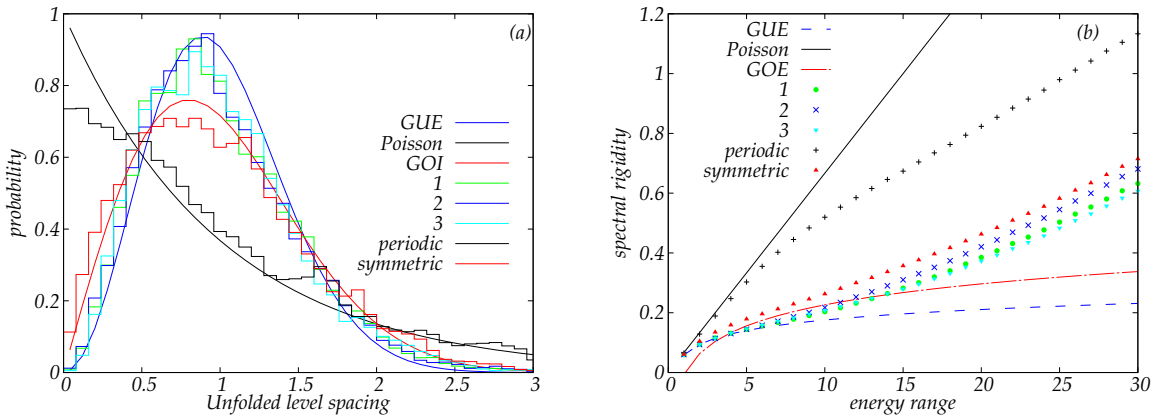 (a)
probability
1
0.8
0.6
0.4
0.2
0
0 0.5 1 1.5 2 2.5 3
Unfolded level spacing
GUE
Poisson
GOI
1
2
3
periodic
symmetric
(b)
spectral rigidity
1.2
1
0.8
0.6
0.4
0.2
0
0 5 10 15 20 25 30
energy range
GUE
Poisson
GOE
1
2
3
periodic
symmetric